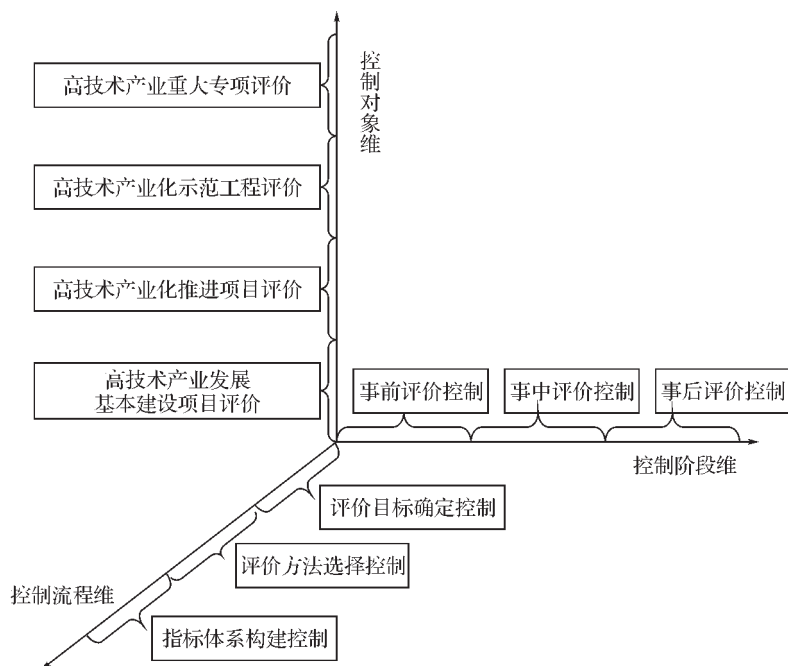 控制对象维
高技术产业重大专项评价
高技术产业化示范工程评价
高技术产业化推进项目评价
高技术产业发展
基本建设项目评价
事前评价控制
事中评价控制
事后评价控制
控制阶段维
评价目标确定控制
评价方法选择控制
控制流程维
指标体系构建控制